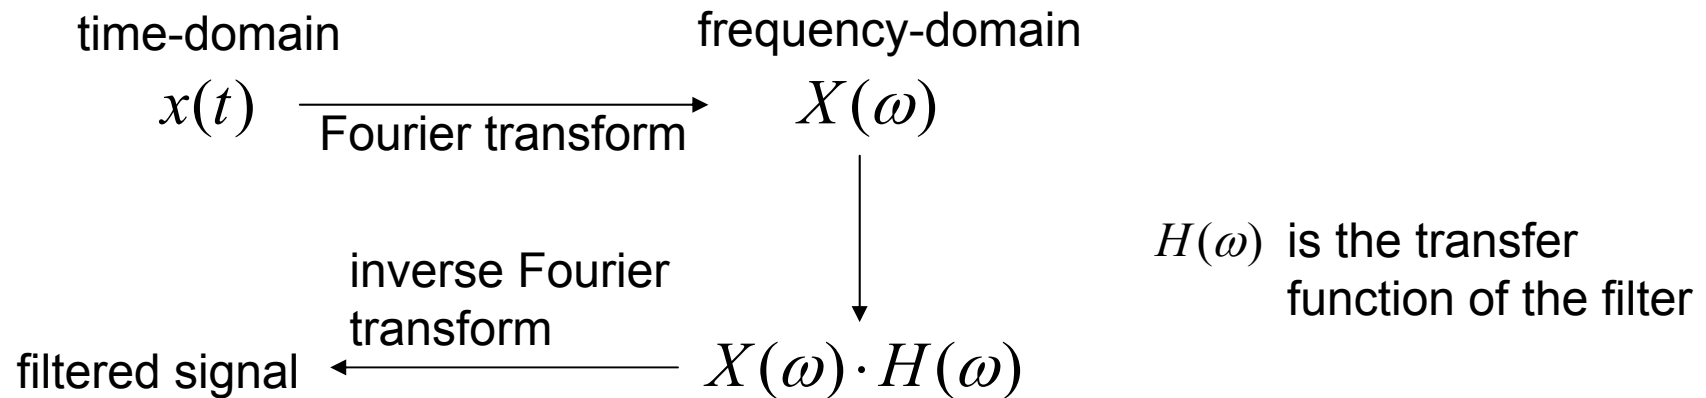 time-domain
frequency-domain
x(t)
Fourier transform
X(ω)
H(ω) is the transfer
function of the filter
inverse Fourier
transform
filtered signal
X(ω)·H(ω)